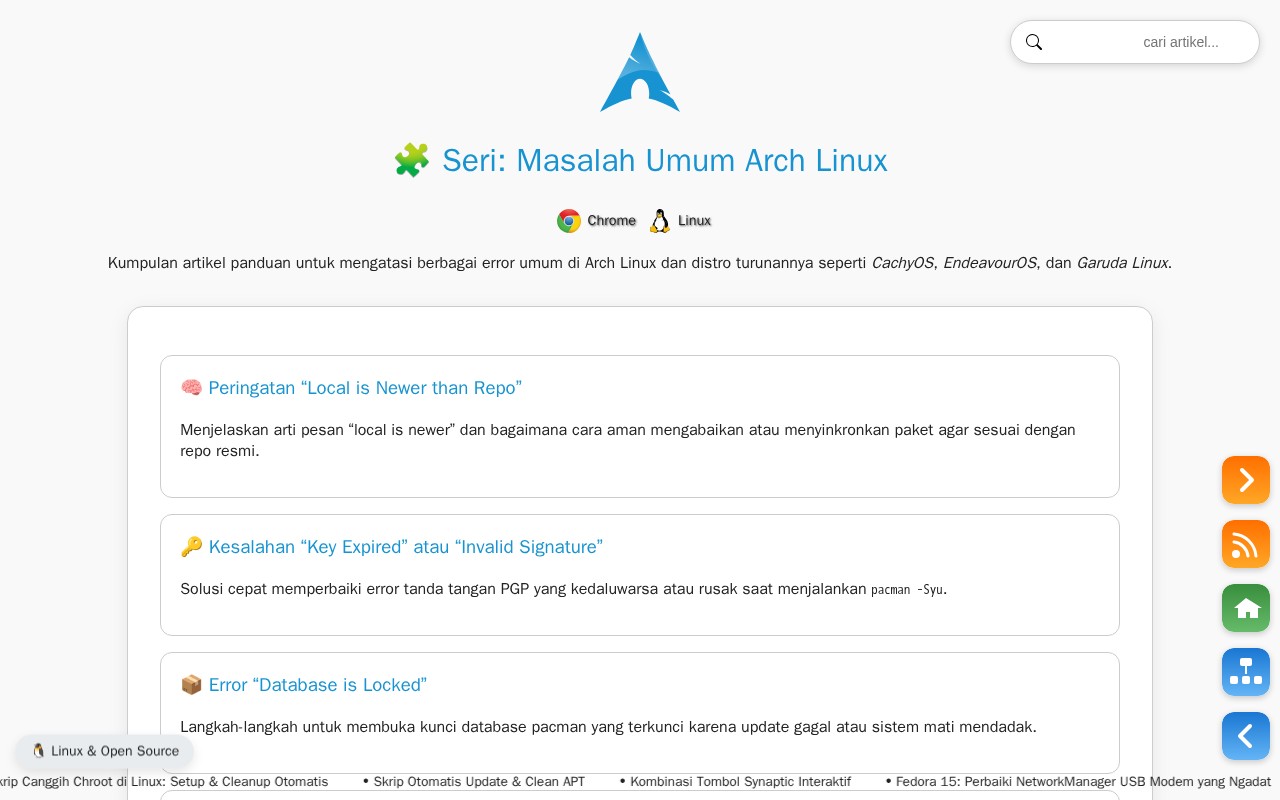 cari artikel...
🧩 Seri: Masalah Umum Arch Linux
Chrome Linux
Kumpulan artikel panduan untuk mengatasi berbagai error umum di Arch Linux dan distro turunannya seperti CachyOS, EndeavourOS, dan Garuda Linux.
🧠 Peringatan “Local is Newer than Repo”
Menjelaskan arti pesan “local is newer” dan bagaimana cara aman mengabaikan atau menyinkronkan paket agar sesuai dengan
repo resmi.
🔑 Kesalahan “Key Expired” atau “Invalid Signature”
Solusi cepat memperbaiki error tanda tangan PGP yang kedaluwarsa atau rusak saat menjalankan pacman -Syu.
📦 Error “Database is Locked”
Langkah-langkah untuk membuka kunci database pacman yang terkunci karena update gagal atau sistem mati mendadak.
🐧 Linux & Open Source
krip Canggih Chroot di Linux: Setup & Cleanup Otomatis • Skrip Otomatis Update & Clean APT • Kombinasi Tombol Synaptic Interaktif • Fedora 15: Perbaiki NetworkManager USB Modem yang Ngadat